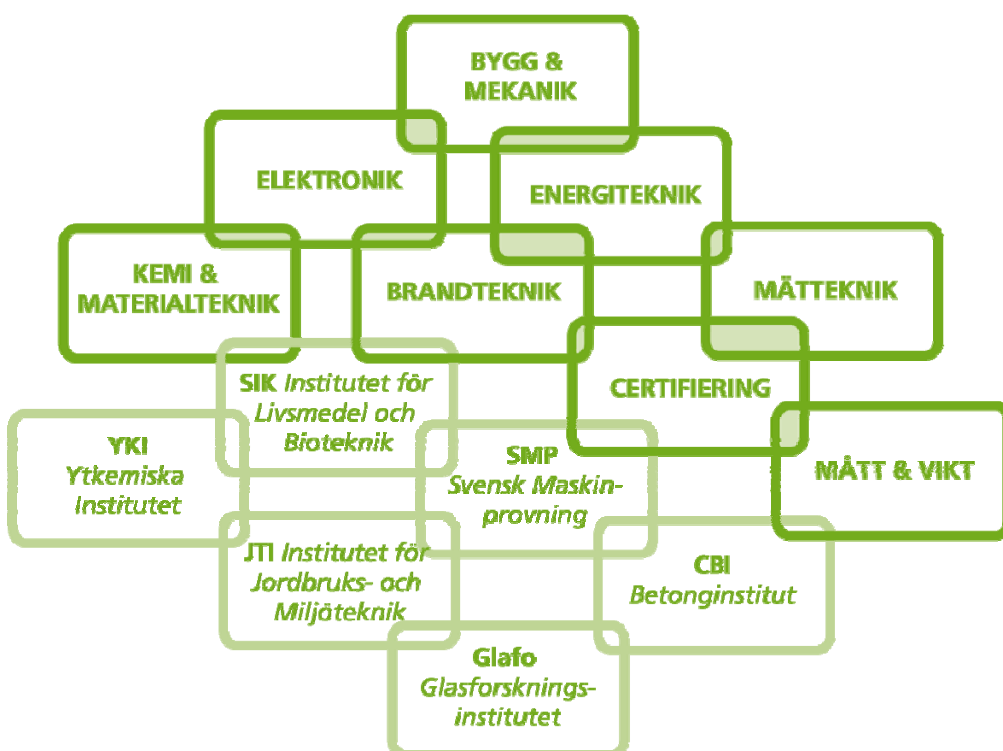 BYGG &
MEKANIK
ELEKTRONIK
ENERGITEKNIK
KEMI &
MATERIALTEKNIK
BRANDTEKNIK
MÄTTEKNIK
SIK Institutet för
Livsmedel och
Bioteknik
CERTIFIERING
YKI
Ytkemiska
Institutet
SMP
Svensk Maskin-
provning
MÅTT & VIKT
JTI Institutet för
Jordbruks- och
Miljöteknik
CBI
Betonginstitut
Glafo
Glasforsknings-
institutet